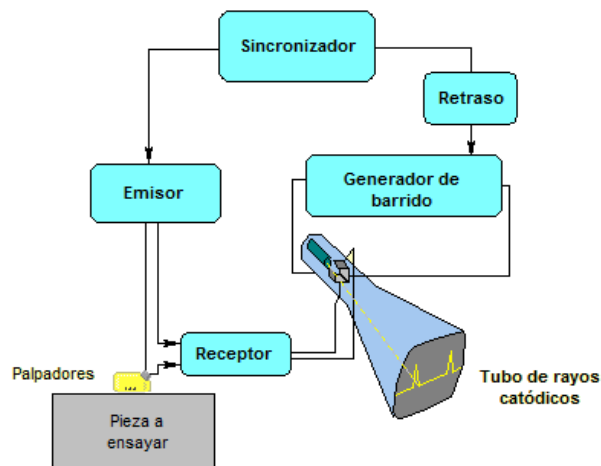 Sincronizador
Retraso
Emisor
Generador de
barrido
Receptor
Palpadores
Tubo de rayos
catódicos
Pieza a
ensayar